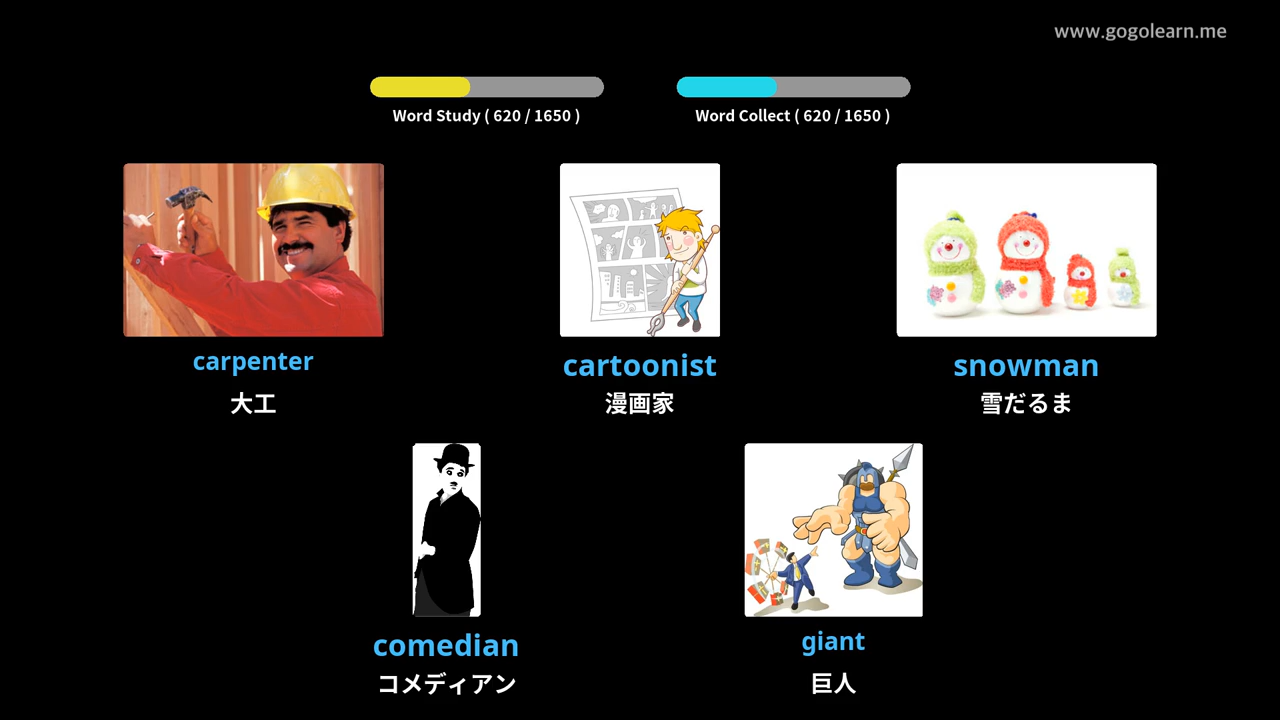 www.gogolearn.me
Word Study ( 620 / 1650 )
Word Collect ( 620 / 1650 )
carpenter
大工
cartoonist
漫画家
snowman
雪だるま
comedian
コメディアン
giant
巨人